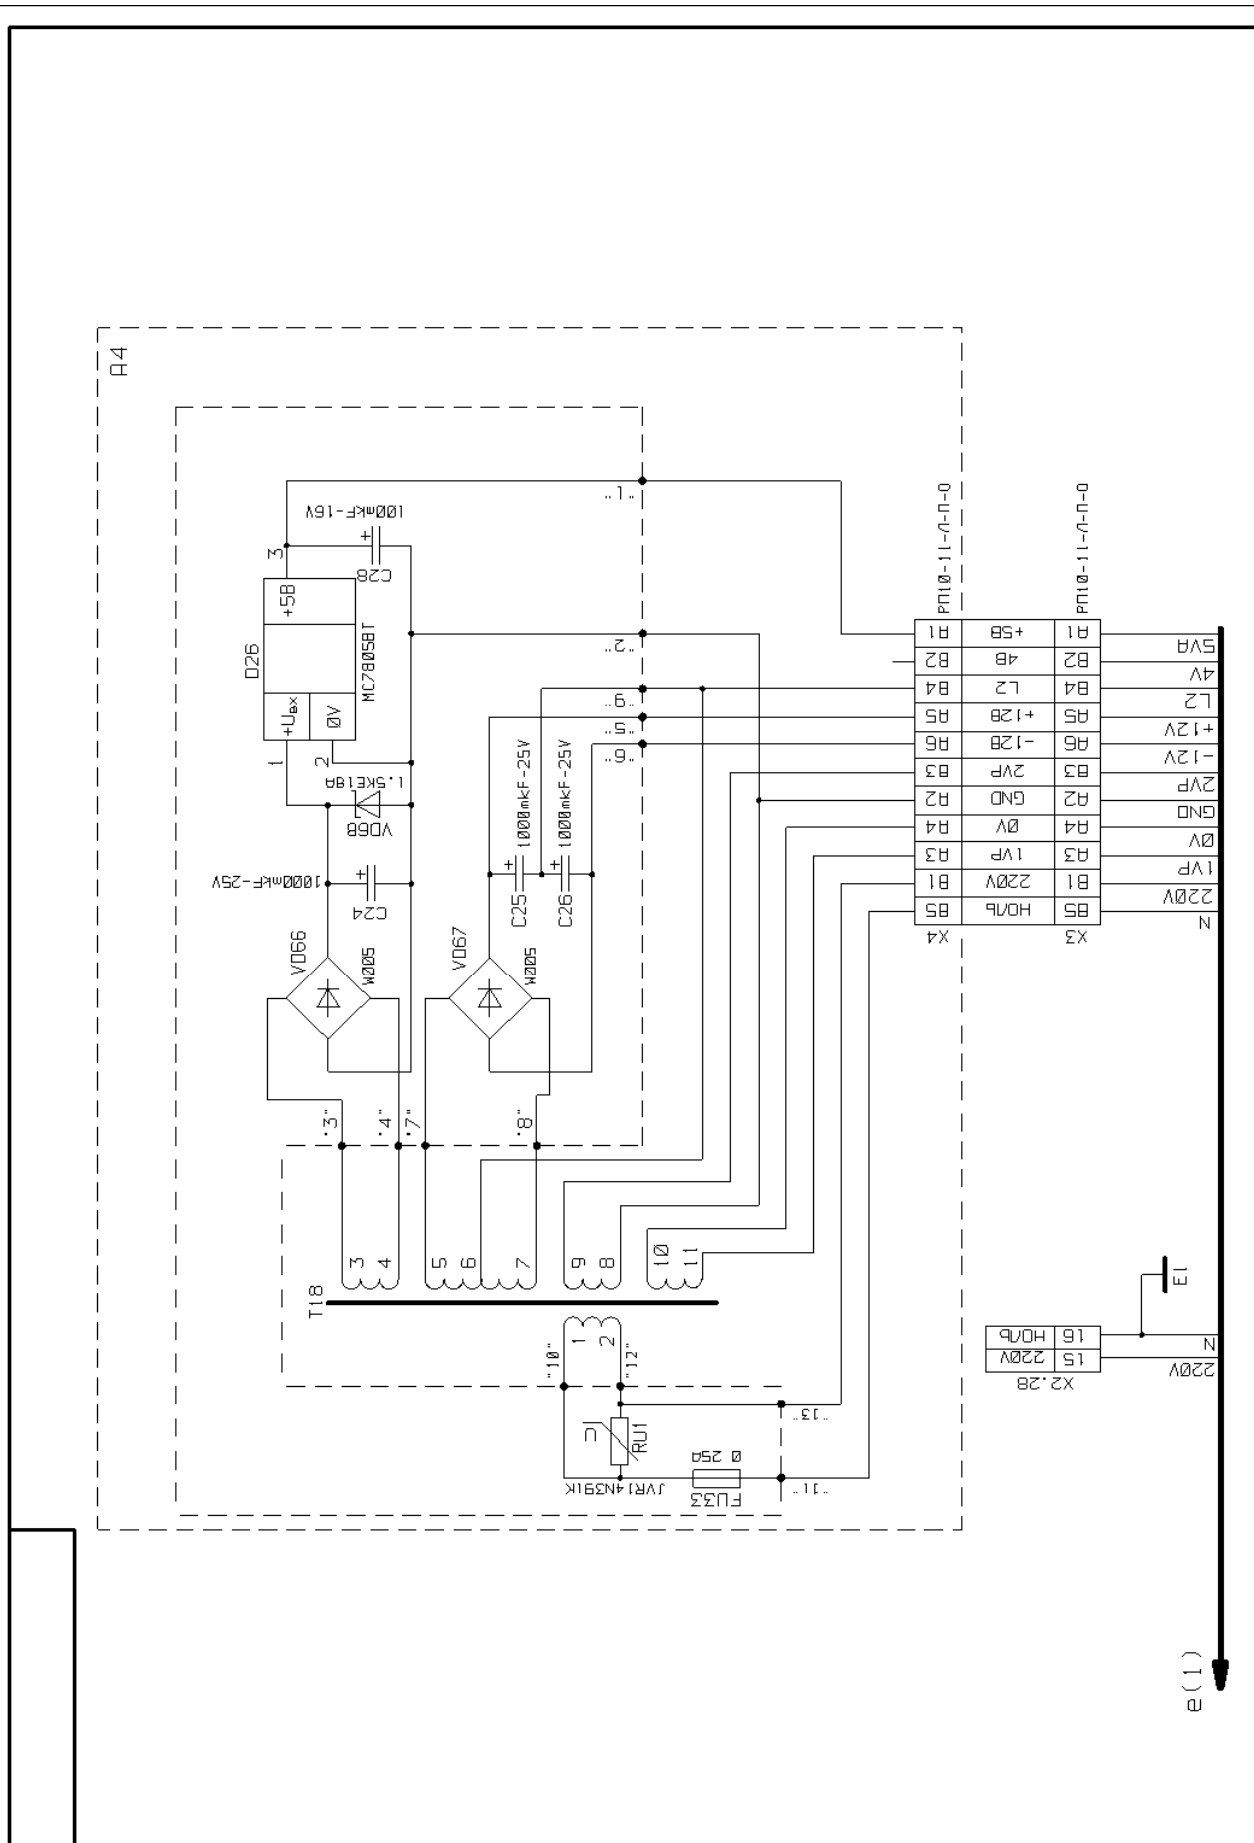 A4
D26
+Uвх
0V
+5В
1
2
3
MC7805BT
C28
+
100mkF-16V
VD68
1.5KE18A
C24
+
1000mkF-25V
VD66
W005
VD67
W005
C25
+
1000mkF-25V
C26
+
1000mkF-25V
"1"
"2"
"9"
"5"
"6"
"3"
"4"
"7"
"8"
T18
3
4
5
6
7
9
8
10
11
1
2
"10"
"12"
"13"
"11"
RU1
U
JVR14N391K
FU33
0.25A
РП10-11-Л-П-О
РП10-11-Л-П-О
A1 +5В A1 5VA
B2 4В B2 4V
B4 L2 B4 L2
A5 +12В A5 +12V
A6 -12В A6 -12V
B3 2VP B3 2VP
A2 GND A2 GND
A4 0V A4 0V
A3 1VP A3 1VP
B1 220V B1 220V
B5 НОЛЬ B5 N
X4
X3
E1
НОЛЬ 16 N
220V 15 220V
X2.28
e(1)